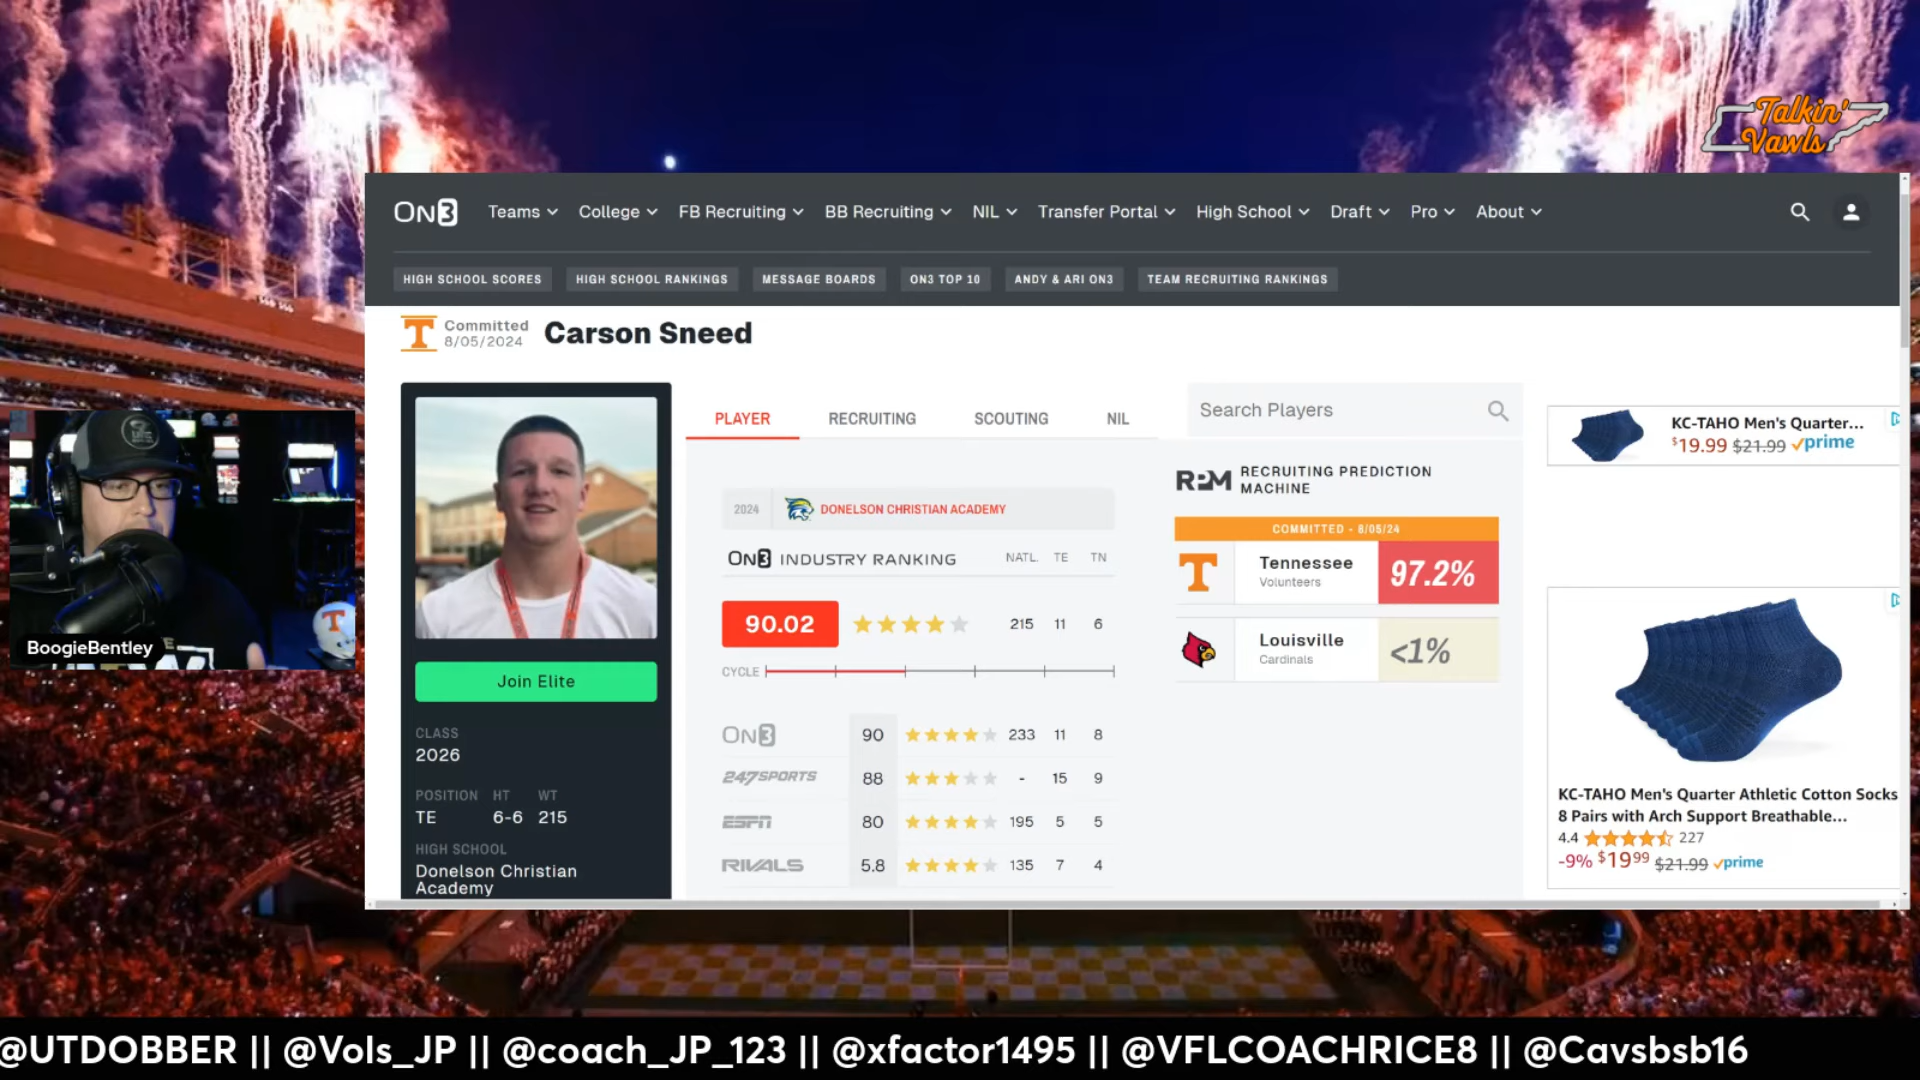 Talkin'
Vawls
ON3 Teams College FB Recruiting BB Recruiting NIL Transfer Portal High School Draft Pro About
HIGH SCHOOL SCORES HIGH SCHOOL RANKINGS MESSAGE BOARDS ON3 TOP 10 ANDY & ARI ON3 TEAM RECRUITING RANKINGS
T Committed Carson Sneed
8/05/2024
PLAYER RECRUITING SCOUTING NIL
Search Players
2024 DONELSON CHRISTIAN ACADEMY
ON3 INDUSTRY RANKING NATL. TE TN
90.02 215 11 6
CYCLE
ON3 90 233 11 8
247SPORTS 88 - 15 9
ESPN 80 195 5 5
RIVALS 5.8 135 7 4
RPM RECRUITING PREDICTION
MACHINE
COMMITTED - 8/05/24
T Tennessee 97.2%
Volunteers
Louisville <1%
Cardinals
Join Elite
CLASS
2026
POSITION HT WT
TE 6-6 215
HIGH SCHOOL
Donelson Christian
Academy
KC-TAHO Men's Quarter...
$19.99 $21.99 prime
KC-TAHO Men's Quarter Athletic Cotton Socks
8 Pairs with Arch Support Breathable...
4.4 227
-9% $19 99 $21.99 prime
T
BoogieBentley
@UTDOBBER || @Vols_JP || @coach_JP_123 || @xfactor1495 || @VFLCOACHRICE8 || @Cavsbsb16